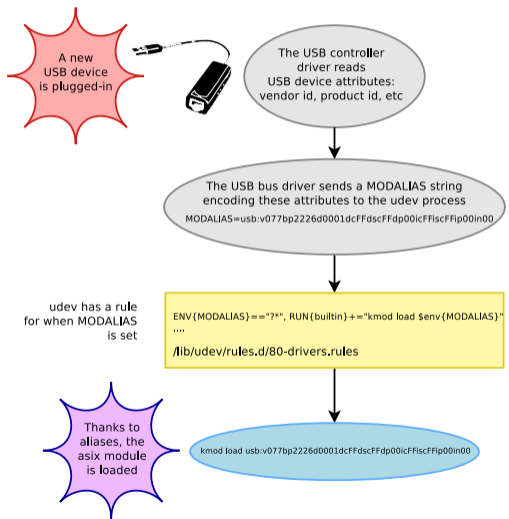 A new
USB device
is plugged-in
The USB controller
driver reads
USB device attributes:
vendor id, product id, etc
The USB bus driver sends a MODALIAS string
encoding these attributes to the udev process
MODALIAS=usb:v077bp2226d0001dcFFdscFFdp00icFFiscFFip00in00
udev has a rule
for when MODALIAS
is set
ENV{MODALIAS}=="?*", RUN{builtin}+="kmod load $env{MODALIAS}"
....
/lib/udev/rules.d/80-drivers.rules
Thanks to
aliases, the
asix module
is loaded
kmod load usb:v077bp2226d0001dcFFdscFFdp00icFFiscFFip00in00